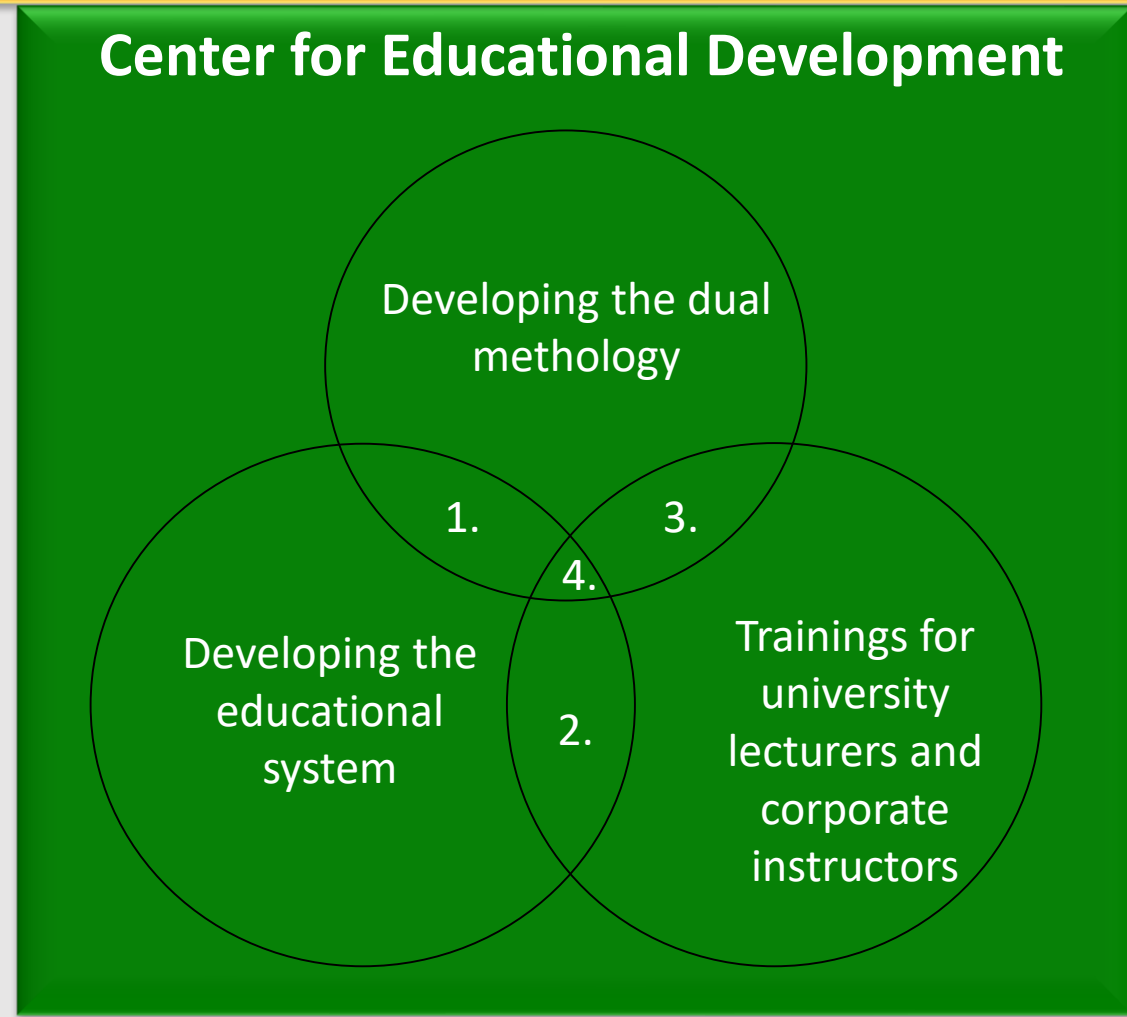 Center for Educational Development
Developing the dual
methology
1.
3.
4.
Developing the
educational
system
2.
Trainings for
university
lecturers and
corporate
instructors